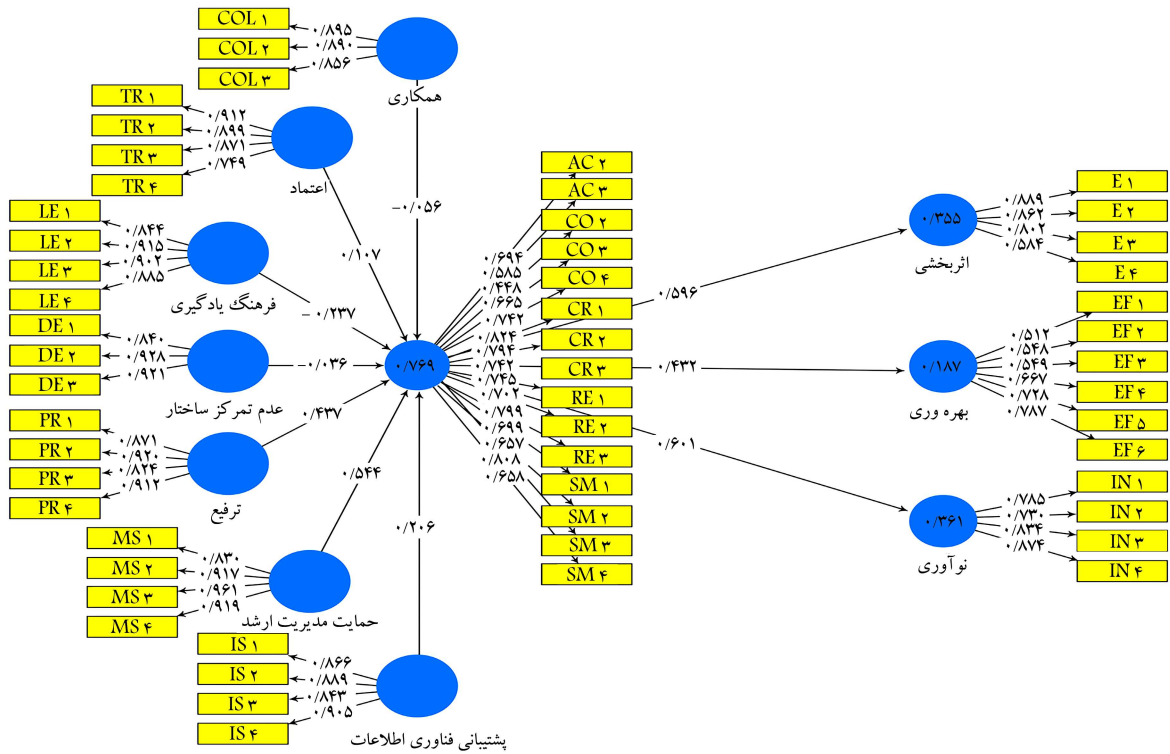 COL ۱
COL ۲
COL ۳
۰/۸۹۵
۰/۸۹۰
۰/۸۵۶
همکاری
TR ۱
TR ۲
TR ۳
TR ۴
۰/۹۱۲
۰/۸۹۹
۰/۸۷۱
۰/۷۴۹
اعتماد
LE ۱
LE ۲
LE ۳
LE ۴
۰/۸۴۴
۰/۹۱۵
۰/۹۰۲
۰/۸۸۵
فرهنگ یادگیری
DE ۱
DE ۲
DE ۳
۰/۸۴۰
۰/۹۲۸
۰/۹۲۱
عدم تمرکز ساختار
PR ۱
PR ۲
PR ۳
PR ۴
۰/۸۷۱
۰/۹۲۰
۰/۸۲۴
۰/۹۱۲
ترفیع
MS ۱
MS ۲
MS ۳
MS ۴
۰/۸۳۰
۰/۹۱۷
۰/۹۶۱
۰/۹۱۹
حمایت مدیریت ارشد
IS ۱
IS ۲
IS ۳
IS ۴
۰/۸۶۶
۰/۸۸۹
۰/۸۴۳
۰/۹۰۵
پشتیبانی فناوری اطلاعات
-۰/۰۵۶
۰/۱۰۷
-۰/۲۳۷
-۰/۰۳۶
۰/۴۳۷
۰/۵۴۴
۰/۲۰۶
۰/۷۶۹
۰/۶۹۴
۰/۵۸۵
۰/۴۴۸
۰/۶۶۵
۰/۷۴۲
۰/۸۲۴
۰/۷۹۴
۰/۷۴۲
۰/۷۴۵
۰/۷۰۲
۰/۷۹۹
۰/۶۹۹
۰/۶۵۷
۰/۸۰۸
۰/۶۵۸
AC ۲
AC ۳
CO ۲
CO ۳
CO ۴
CR ۱
CR ۲
CR ۳
RE ۱
RE ۲
RE ۳
SM ۱
SM ۲
SM ۳
SM ۴
۰/۵۹۶
۰/۴۳۲
۰/۶۰۱
۰/۳۵۵
اثربخشی
۰/۸۸۹
۰/۸۶۲
۰/۸۰۲
۰/۵۸۴
E ۱
E ۲
E ۳
E ۴
۰/۱۸۷
بهره وری
۰/۵۱۲
۰/۵۴۸
۰/۵۴۹
۰/۶۶۷
۰/۷۲۸
۰/۷۸۷
EF ۱
EF ۲
EF ۳
EF ۴
EF ۵
EF ۶
۰/۳۶۱
نوآوری
۰/۷۸۵
۰/۷۳۰
۰/۸۳۴
۰/۸۷۴
IN ۱
IN ۲
IN ۳
IN ۴